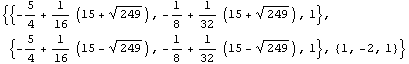 {{-5/4 + 1/16 (15 + √249), -1/8 + 1/32 (15 + √249), 1},
{-5/4 + 1/16 (15 - √249), -1/8 + 1/32 (15 - √249), 1}, {1, -2, 1}}